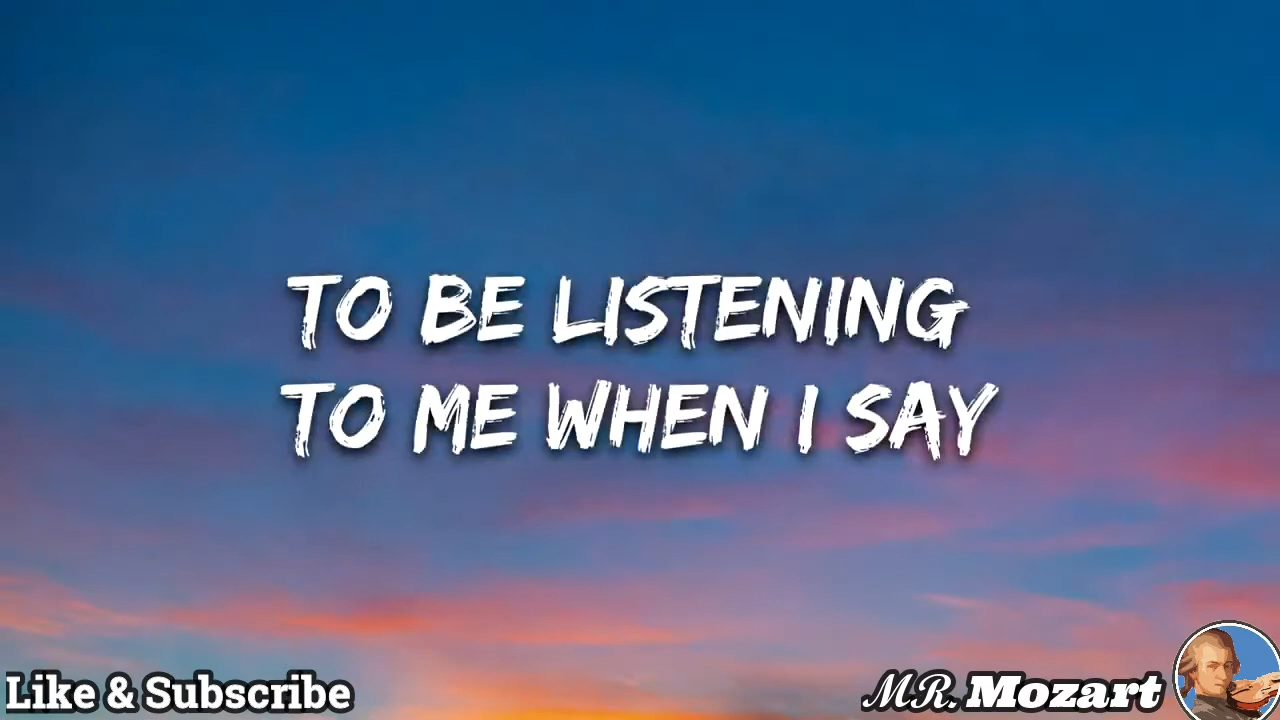 TO BE LISTENING
TO ME WHEN I SAY
Like & Subscribe
MR. Mozart